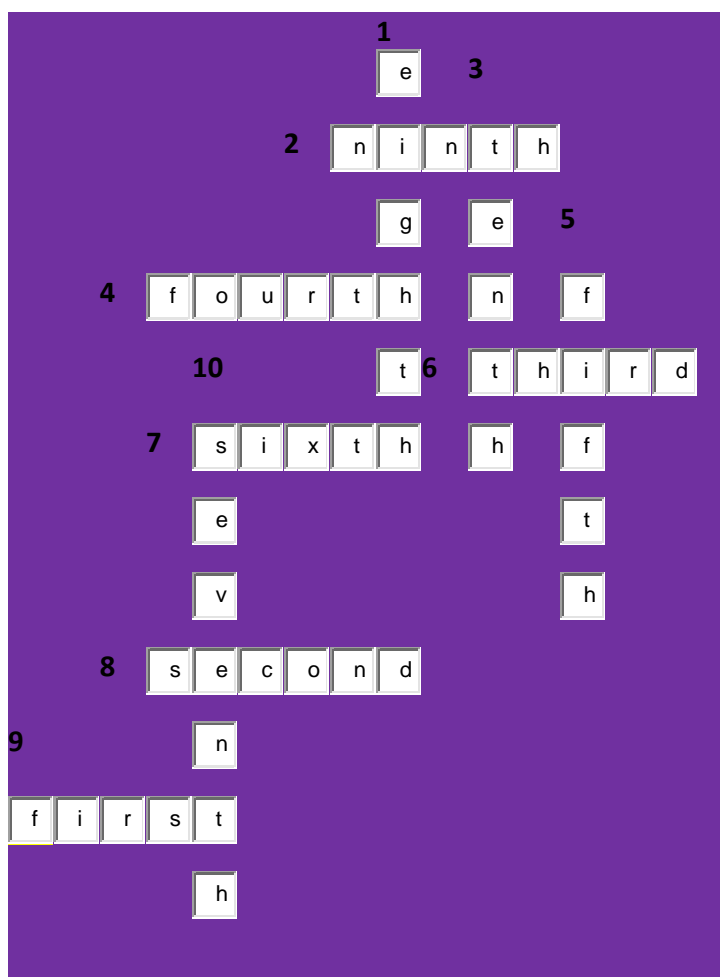 1
e 3
2 n i n t h
g e 5
4 f o u r t h n f
10 t 6 t h i r d
7 s i x t h h f
e t
v h
8 s e c o n d
9 n
f i r s t
h